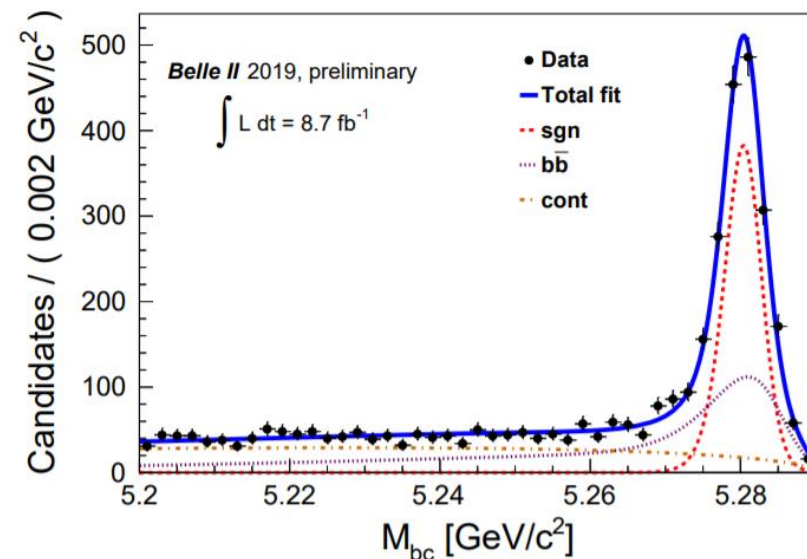 Candidates / ( 0.002 GeV/c²)
500
400
300
200
100
0
Belle II 2019, preliminary
∫ L dt = 8.7 fb⁻¹
Data
Total fit
sgn
bb̅
cont
5.2
5.22
5.24
5.26
5.28
M_bc [GeV/c²]